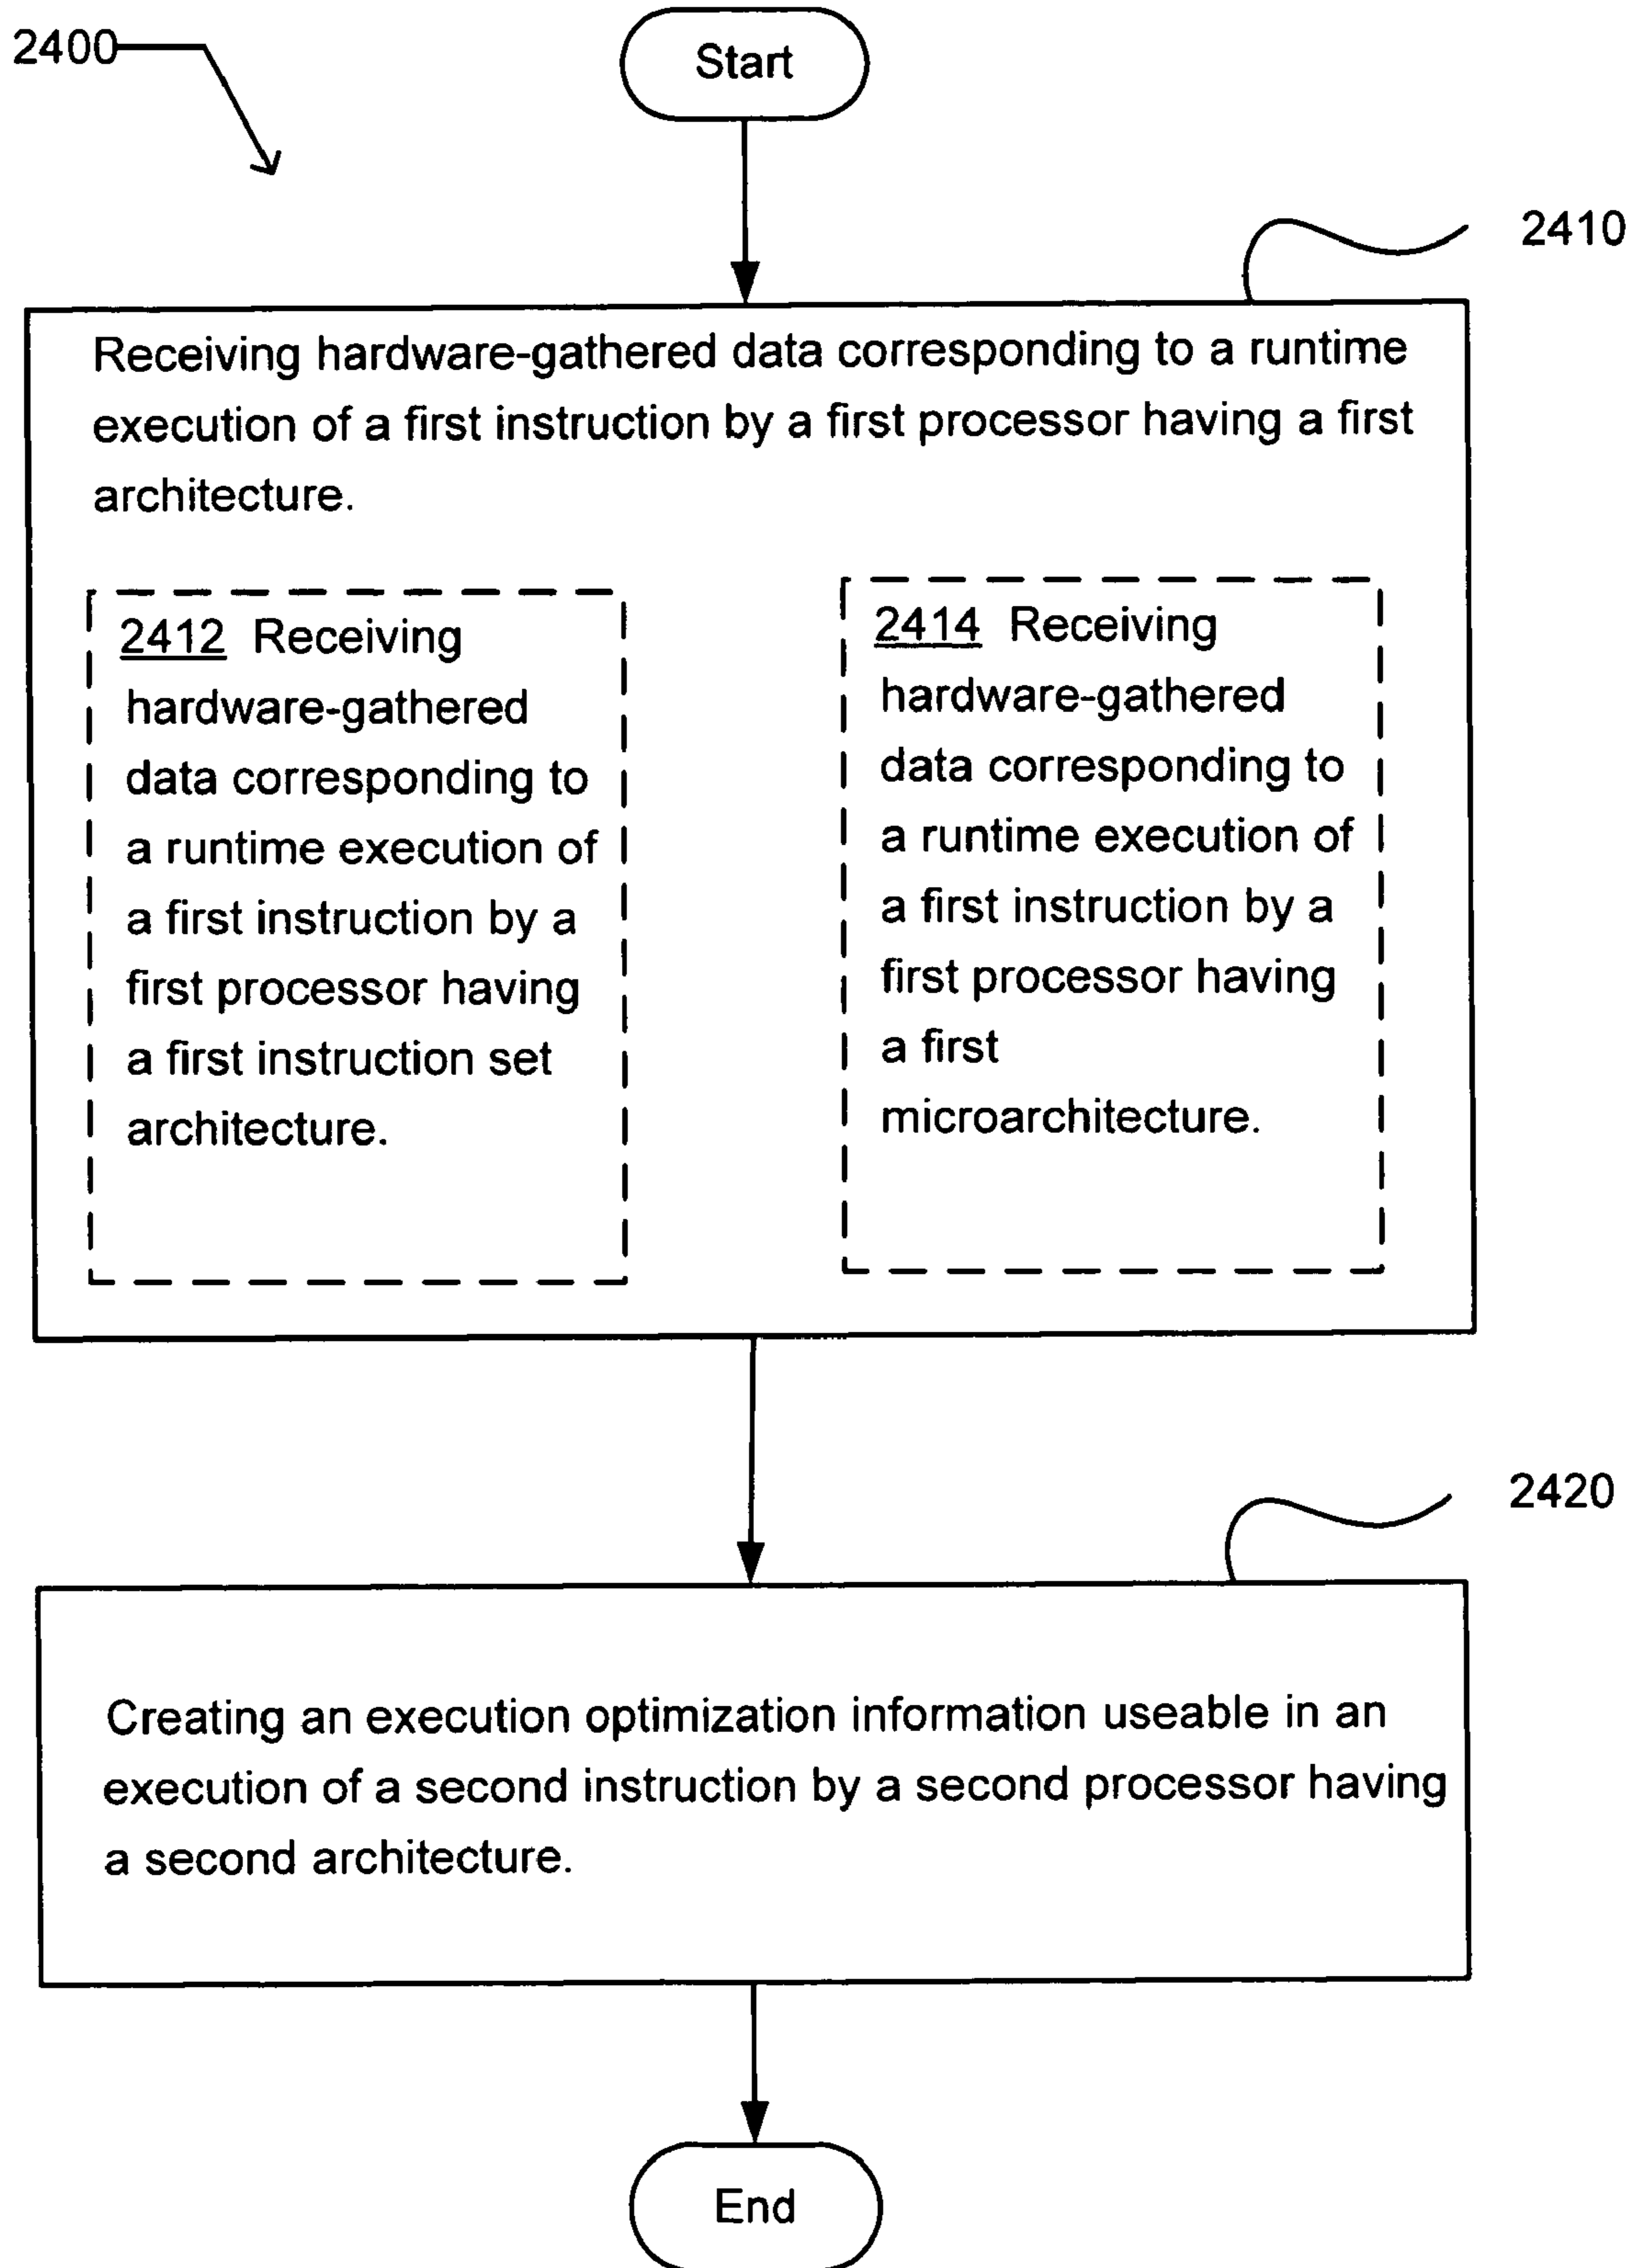 2400
Start
2410
Receiving hardware-gathered data corresponding to a runtime
execution of a first instruction by a first processor having a first
architecture.
2412 Receiving
hardware-gathered
data corresponding to
a runtime execution of
a first instruction by a
first processor having
a first instruction set
architecture.
2414 Receiving
hardware-gathered
data corresponding to
a runtime execution of
a first instruction by a
first processor having
a first
microarchitecture.
2420
Creating an execution optimization information useable in an
execution of a second instruction by a second processor having
a second architecture.
End